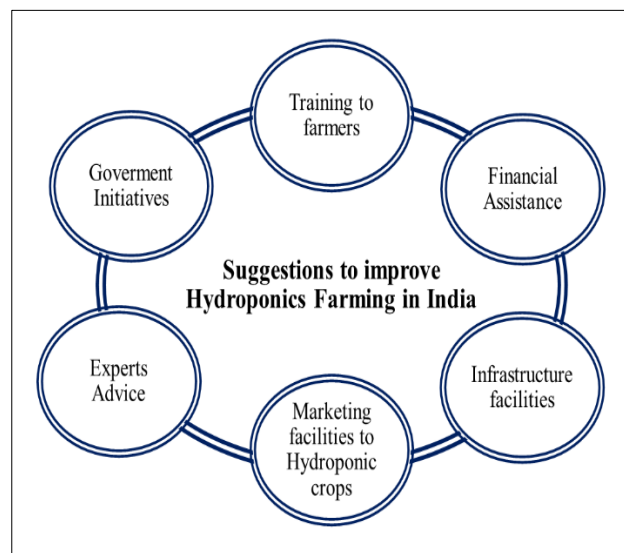 Training to
farmers
Goverment
Initiatives
Financial
Assistance
Suggestions to improve
Hydroponics Farming in India
Experts
Advice
Infrastructure
facilities
Marketing
facilities to
Hydroponic
crops